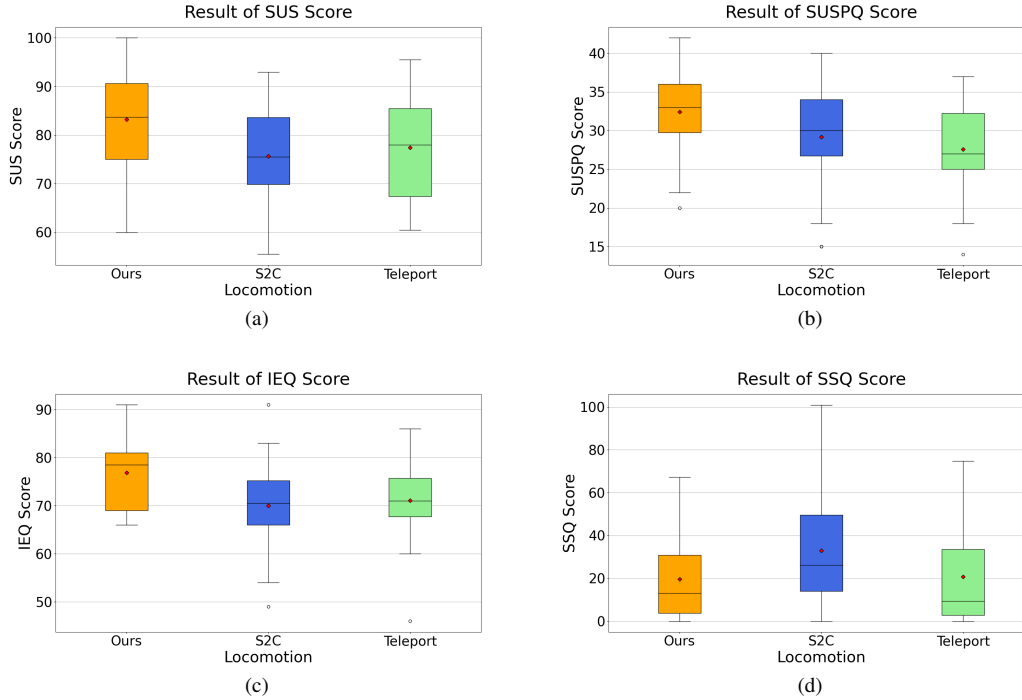 Result of SUS Score
100
90
80
70
60
SUS Score
Ours
S2C
Teleport
Locomotion
(a)
Result of SUSPQ Score
40
35
30
25
20
15
SUSPQ Score
Ours
S2C
Teleport
Locomotion
(b)
Result of IEQ Score
90
80
70
60
50
IEQ Score
Ours
S2C
Teleport
Locomotion
(c)
Result of SSQ Score
100
80
60
40
20
0
SSQ Score
Ours
S2C
Teleport
Locomotion
(d)